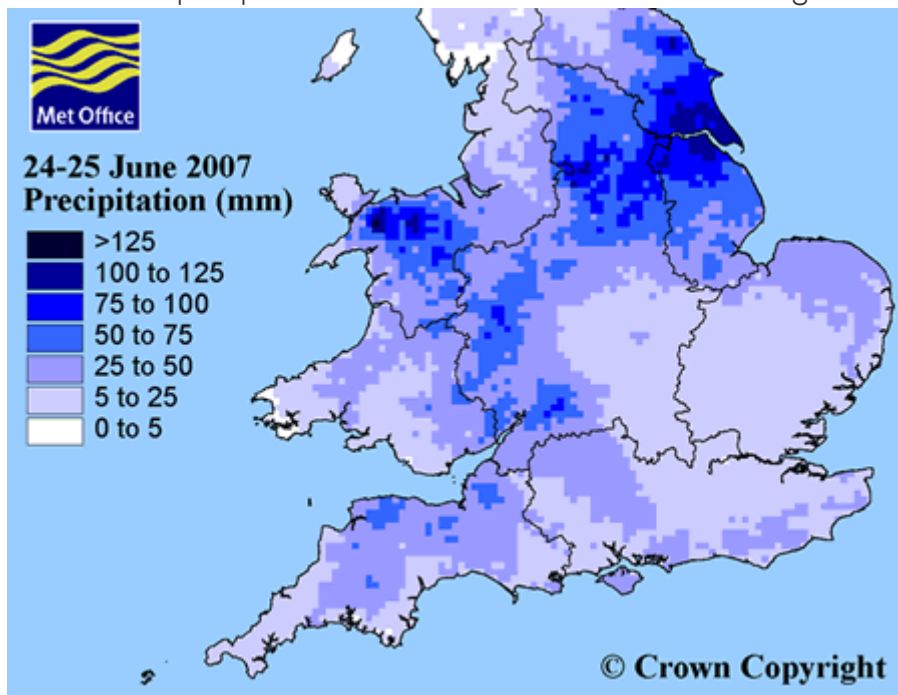 Met Office
24-25 June 2007
Precipitation (mm)
>125
100 to 125
75 to 100
50 to 75
25 to 50
5 to 25
0 to 5
© Crown Copyright